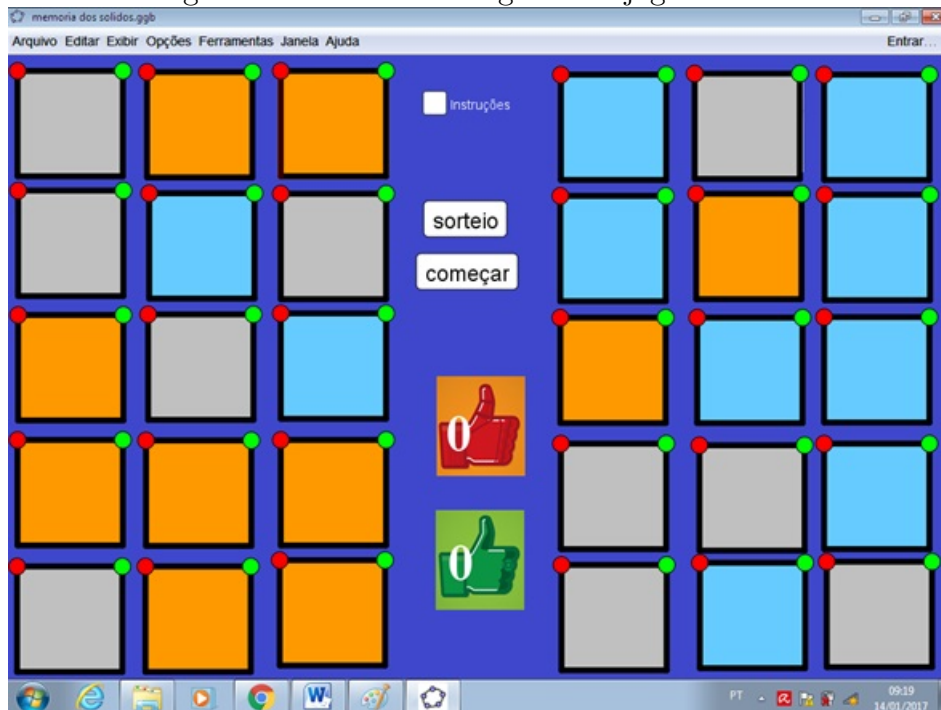 memoria dos solidos.ggb
Arquivo Editar Exibir Opções Ferramentas Janela Ajuda Entrar...
Instruções
sorteio
começar
0
0
PT
09:19
14/01/2017